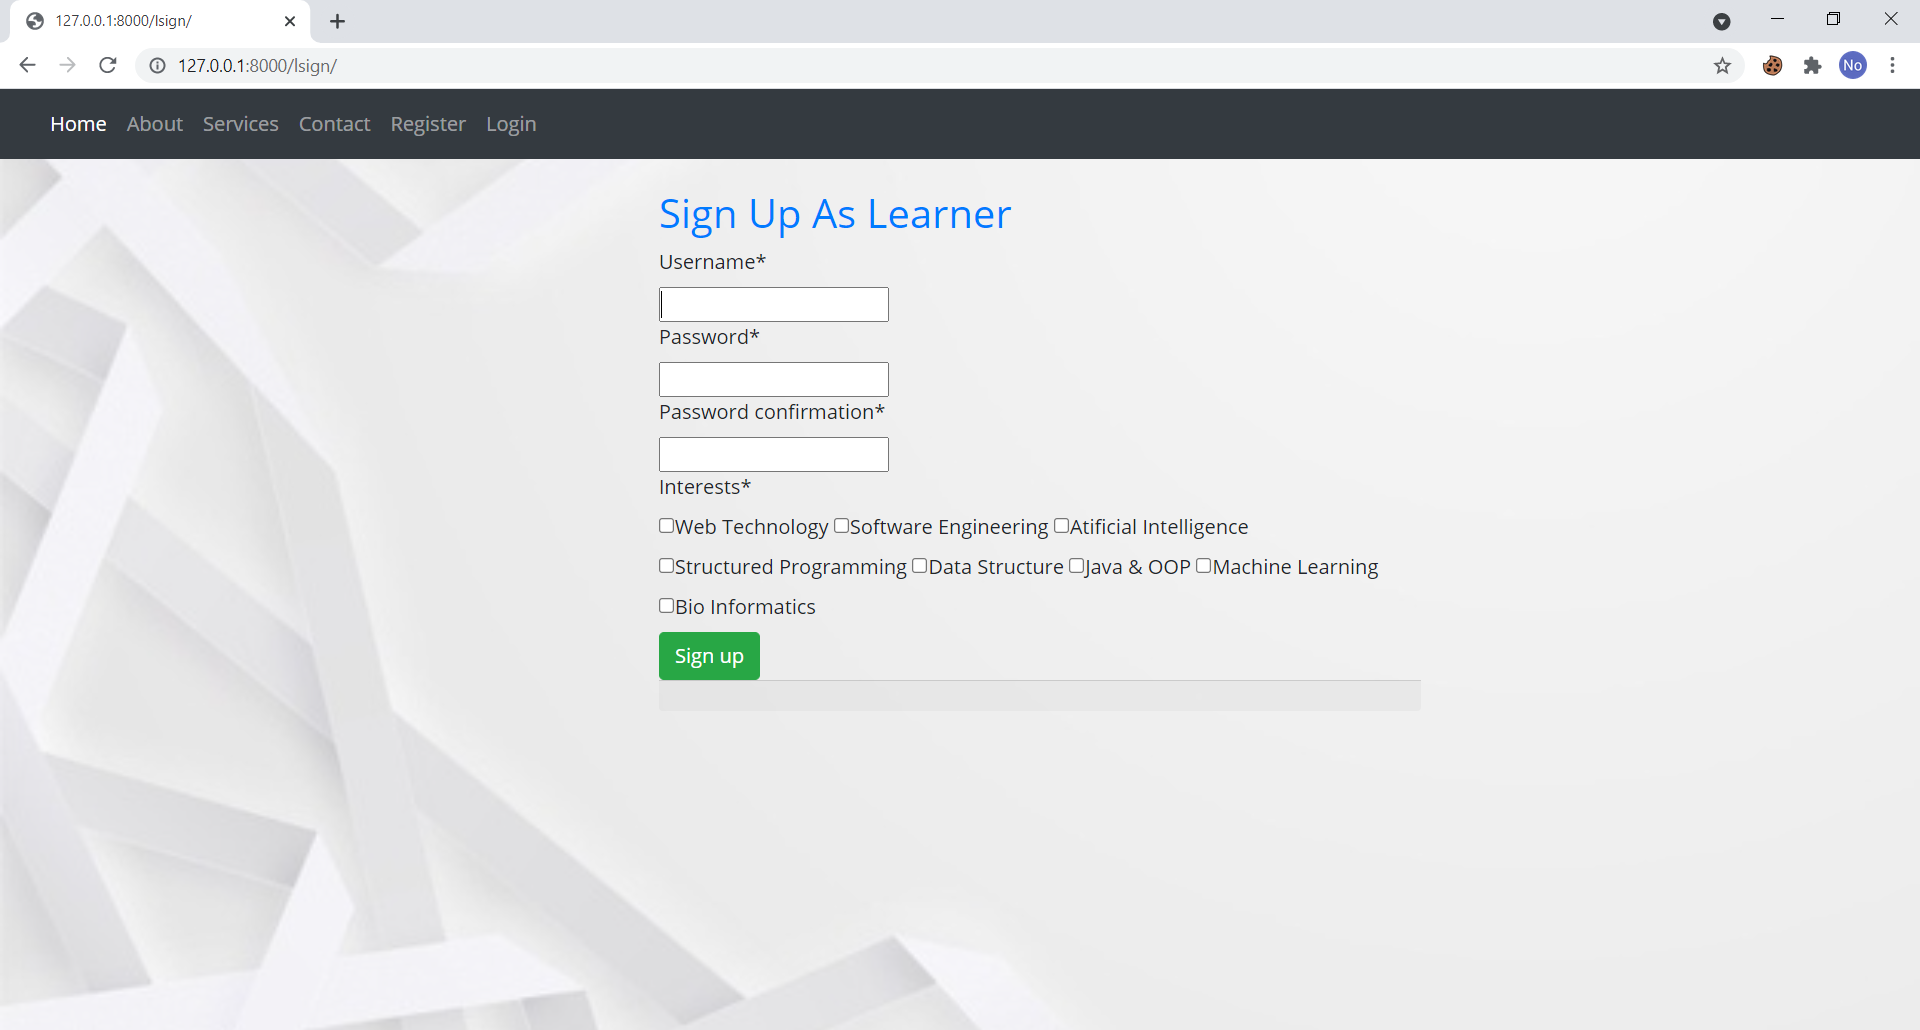 127.0.0.1:8000/lsign/
127.0.0.1:8000/lsign/
No
Home About Services Contact Register Login
Sign Up As Learner
Username*
Password*
Password confirmation*
Interests*
Web Technology Software Engineering Atificial Intelligence
Structured Programming Data Structure Java & OOP Machine Learning
Bio Informatics
Sign up